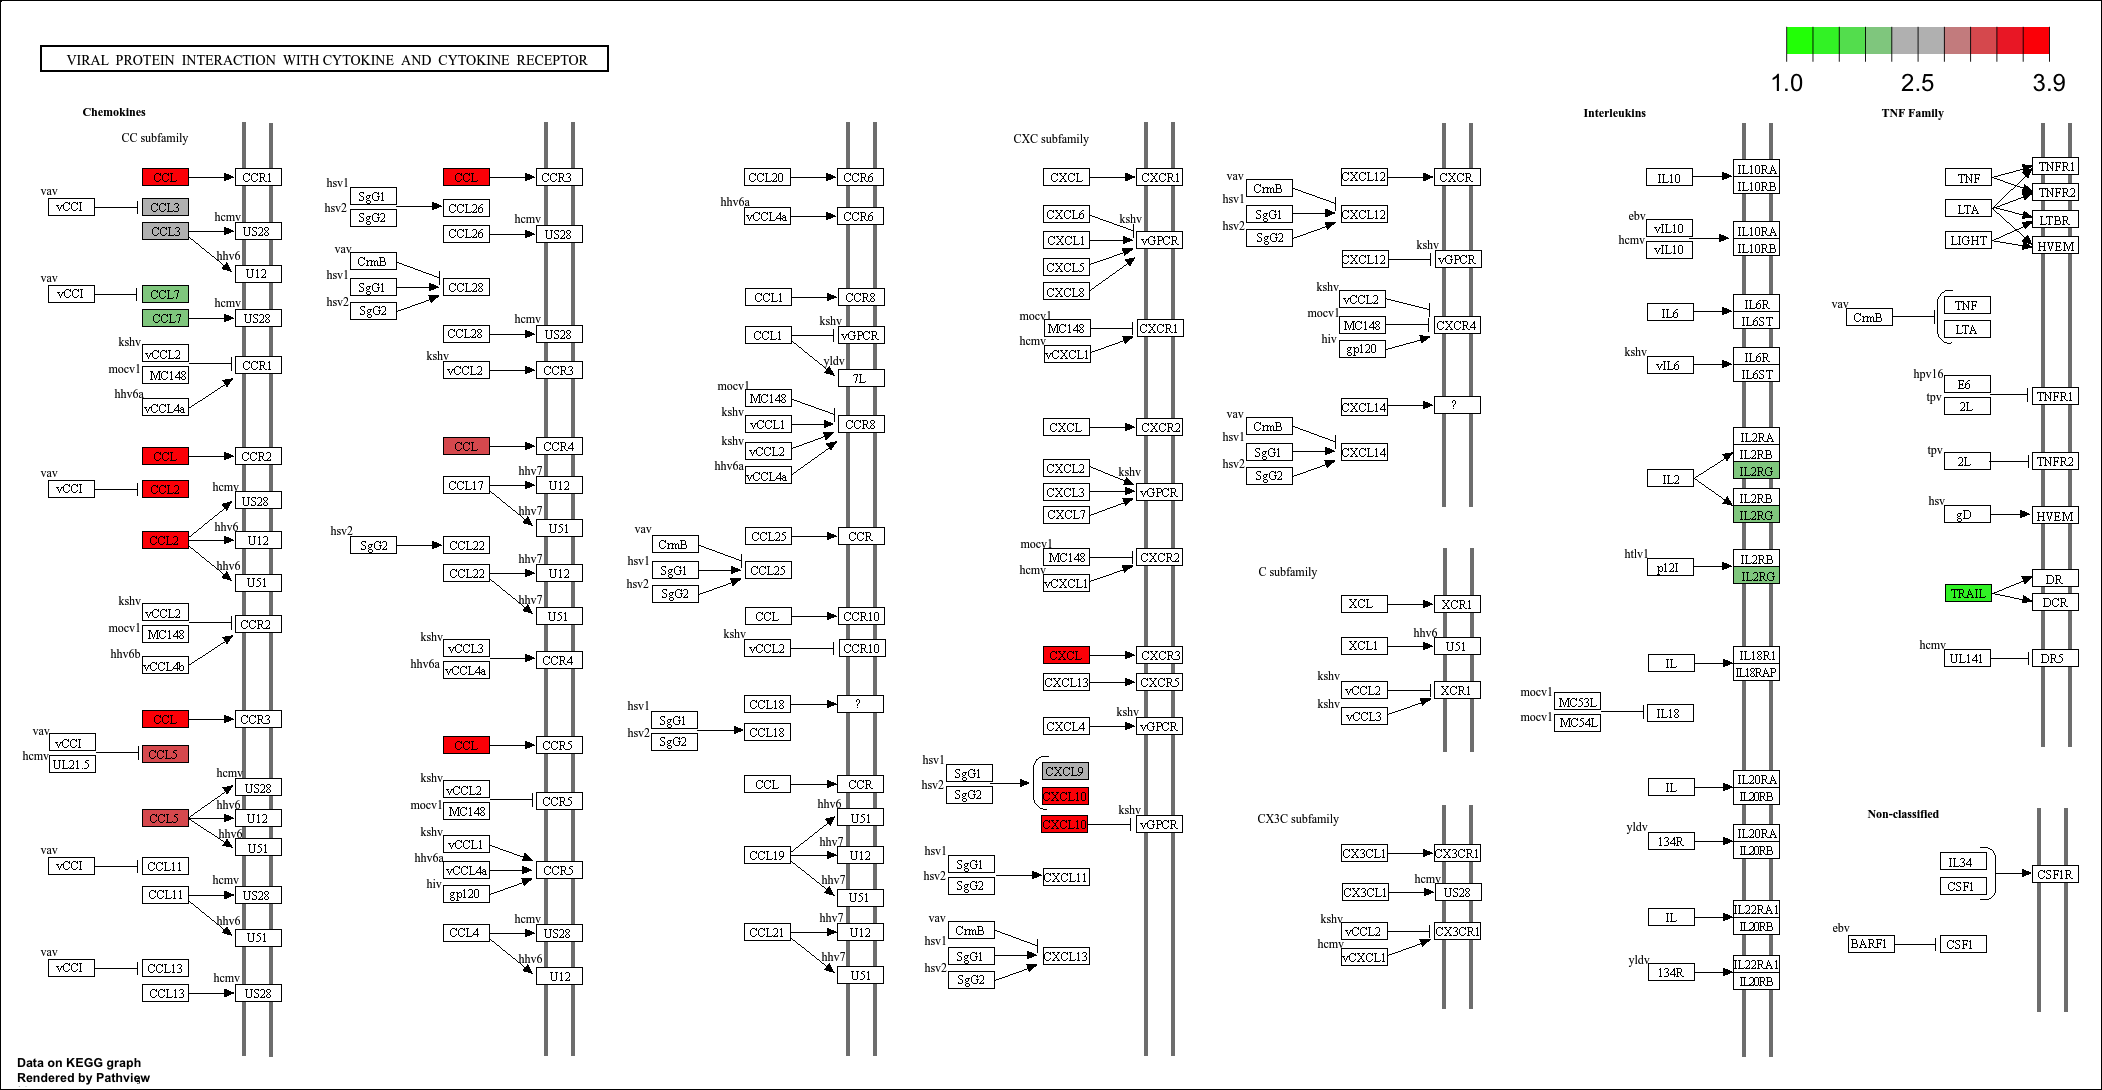 VIRAL PROTEIN INTERACTION WITH CYTOKINE AND CYTOKINE RECEPTOR
1.0 2.5 3.9
Chemokines
CC subfamily
CCL CCR1
vav
vCCI CCL3
CCL3 hcmv US28
hhv6 U12
vav
vCCI CCL7
CCL7 hcmv US28
kshv
vCCL2
mocv1 MC148 CCR1
hhv6a
vCCL4a
CCL CCR2
vav
vCCI CCL2
hcmv US28
CCL2 hhv6 U12
hhv6 U51
kshv
vCCL2
mocv1 MC148 CCR2
hhv6b
vCCL4b
CCL CCR3
vav
vCCI CCL5
hcmv UL21.5
hcmv US28
CCL5 hhv6 U12
hhv6 U51
vav
vCCI CCL11
CCL11 hcmv US28
hhv6 U51
vav
vCCI CCL13
CCL13 hcmv US28
CCL CCR3
hsv1 SgG1
hsv2 SgG2 CCL26
CCL26 hcmv US28
vav
CrmB
hsv1 SgG1 CCL28
hsv2 SgG2
CCL28 hcmv US28
kshv
vCCL2 CCR3
CCL CCR4
CCL17 hhv7 U12
hhv7 U51
hsv2
SgG2 CCL22
CCL22 hhv7 U12
hhv7 U51
kshv
vCCL3
hhv6a vCCL4a CCR4
CCL CCR5
kshv
vCCL2
mocv1 MC148 CCR5
kshv
vCCL1
hhv6a vCCL4a CCR5
hiv gp120
CCL4 hcmv US28
hhv6 U12
CCL20 CCR6
hhv6a
vCCL4a CCR6
CCL1 CCR8
CCL1 kshv vGPCR
yldv 7L
mocv1
MC148
kshv vCCL1 CCR8
kshv vCCL2
hhv6a vCCL4a
CCL25 CCR
vav
CrmB
hsv1 SgG1 CCL25
hsv2 SgG2
CCL CCR10
kshv
vCCL2 CCR10
CCL18 ?
hsv1 SgG1
hsv2 SgG2 CCL18
CCL CCR
hhv6 U51
CCL19 hhv7 U12
hhv7 U51
CCL21 hhv7 U12
hhv7 U51
CXC subfamily
CXCL CXCR1
CXCL6
CXCL1 kshv vGPCR
CXCL5
CXCL8
mocv1
MC148 CXCR1
hcmv vCXCL1
CXCL CXCR2
CXCL2
CXCL3 kshv vGPCR
CXCL7
mocv1
MC148 CXCR2
hcmv vCXCL1
CXCL CXCR3
CXCL13 CXCR5
CXCL4 kshv vGPCR
hsv1 SgG1 CXCL9
hsv2 SgG2 CXCL10
CXCL10 kshv vGPCR
hsv1 SgG1
hsv2 SgG2 CXCL11
vav
CrmB
hsv1 SgG1 CXCL13
hsv2 SgG2
CXCL12 CXCR
vav
CrmB
hsv1 SgG1 CXCL12
hsv2 SgG2
CXCL12 kshv vGPCR
kshv
vCCL2
mocv1 MC148 CXCR4
hiv gp120
CXCL14 ?
vav
CrmB
hsv1 SgG1 CXCL14
hsv2 SgG2
C subfamily
XCL XCR1
XCL1 hhv6 U51
kshv
vCCL2 XCR1
kshv vCCL3
CX3C subfamily
CX3CL1 CX3CR1
CX3CL1 hcmv US28
kshv
vCCL2 CX3CR1
hcmv vCXCL1
Interleukins
IL10 IL10RA
IL10RB
ebv vIL10 IL10RA
hcmv vIL10 IL10RB
IL6 IL6R
IL6ST
kshv vIL6 IL6R
IL6ST
IL2RA
IL2RB
IL2RG
IL2
IL2RB
IL2RG
htlv1 p12I IL2RB
IL2RG
IL IL18R1
IL18RAP
mocv1 MC53L
mocv1 MC54L IL18
IL IL20RA
IL20RB
yldv 134R IL20RA
IL20RB
IL IL22RA1
IL20RB
yldv 134R IL22RA1
IL20RB
TNF Family
TNF TNFR1
TNFR2
LTA LTBR
LIGHT HVEM
vav
CrmB TNF
LTA
hpv16 E6
tpv 2L TNFR1
tpv
2L TNFR2
hsv
gD HVEM
TRAIL DR
DCR
hcmv
UL141 DR5
Non-classified
IL34
CSF1 CSF1R
ebv
BARF1 CSF1
Data on KEGG graph
Rendered by Pathview